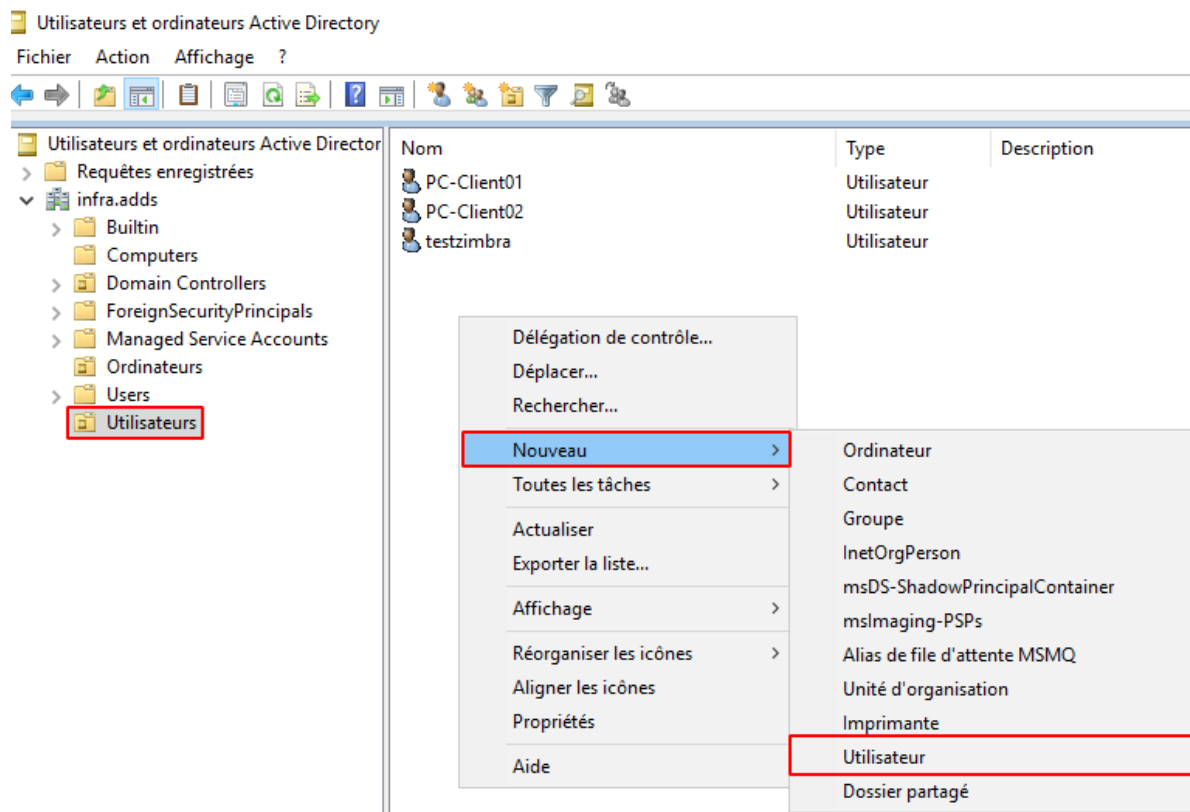 Utilisateurs et ordinateurs Active Directory
Fichier Action Affichage ?
Utilisateurs et ordinateurs Active Director
Requêtes enregistrées
infra.adds
Builtin
Computers
Domain Controllers
ForeignSecurityPrincipals
Managed Service Accounts
Ordinateurs
Users
Utilisateurs
Nom Type Description
PC-Client01 Utilisateur
PC-Client02 Utilisateur
testzimbra Utilisateur
Délégation de contrôle...
Déplacer...
Rechercher...
Nouveau
Toutes les tâches
Actualiser
Exporter la liste...
Affichage
Réorganiser les icônes
Aligner les icônes
Propriétés
Aide
Ordinateur
Contact
Groupe
InetOrgPerson
msDS-ShadowPrincipalContainer
msImaging-PSPs
Alias de file d'attente MSMQ
Unité d'organisation
Imprimante
Utilisateur
Dossier partagé